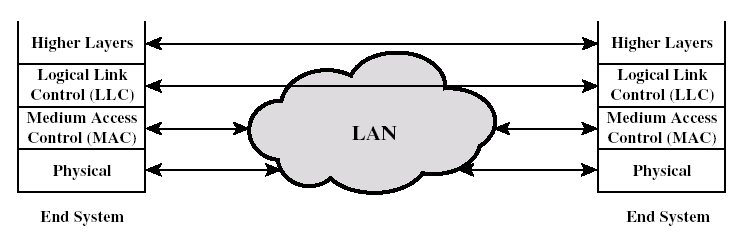 Higher Layers
Logical Link
Control (LLC)
Medium Access
Control (MAC)
Physical
End System
LAN
Higher Layers
Logical Link
Control (LLC)
Medium Access
Control (MAC)
Physical
End System